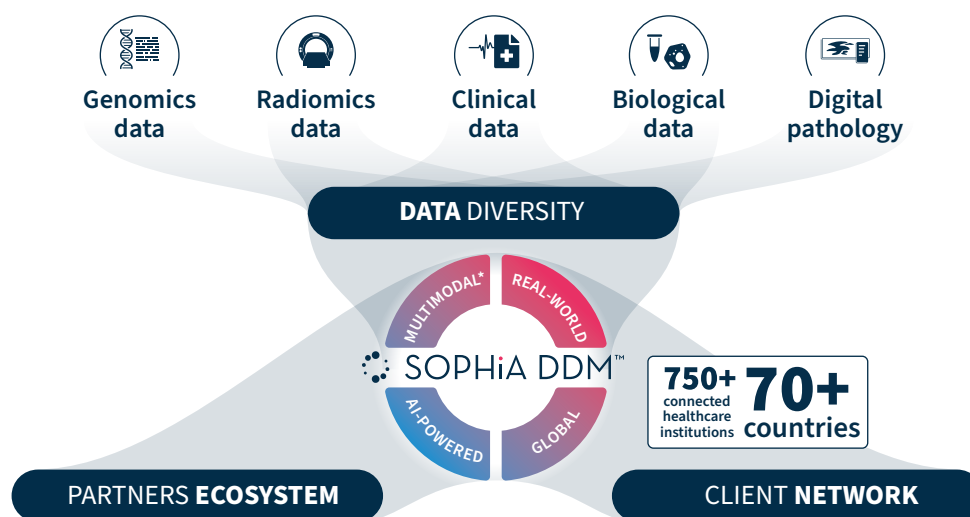 Genomics
data
Radiomics
data
Clinical
data
Biological
data
Digital
pathology
DATA DIVERSITY
MULTIMODAL*
REAL-WORLD
SOPHiA DDM™
AI-POWERED
GLOBAL
750+
connected
healthcare
institutions
70+
countries
PARTNERS ECOSYSTEM
CLIENT NETWORK